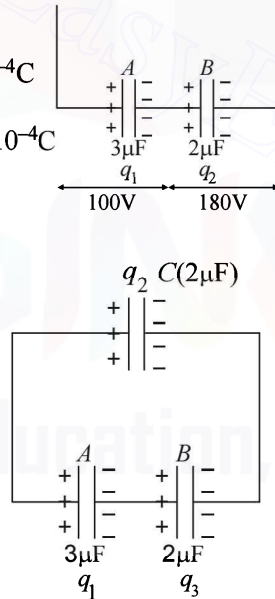 –4C
0–4C
A B
+ – + –
+ – + –
+ – + –
3μF 2μF
q1 q2
100V 180V
q2 C(2μF)
+ –
+ –
+ –
A B
+ – + –
+ – + –
+ – + –
3μF 2μF
q1 q3